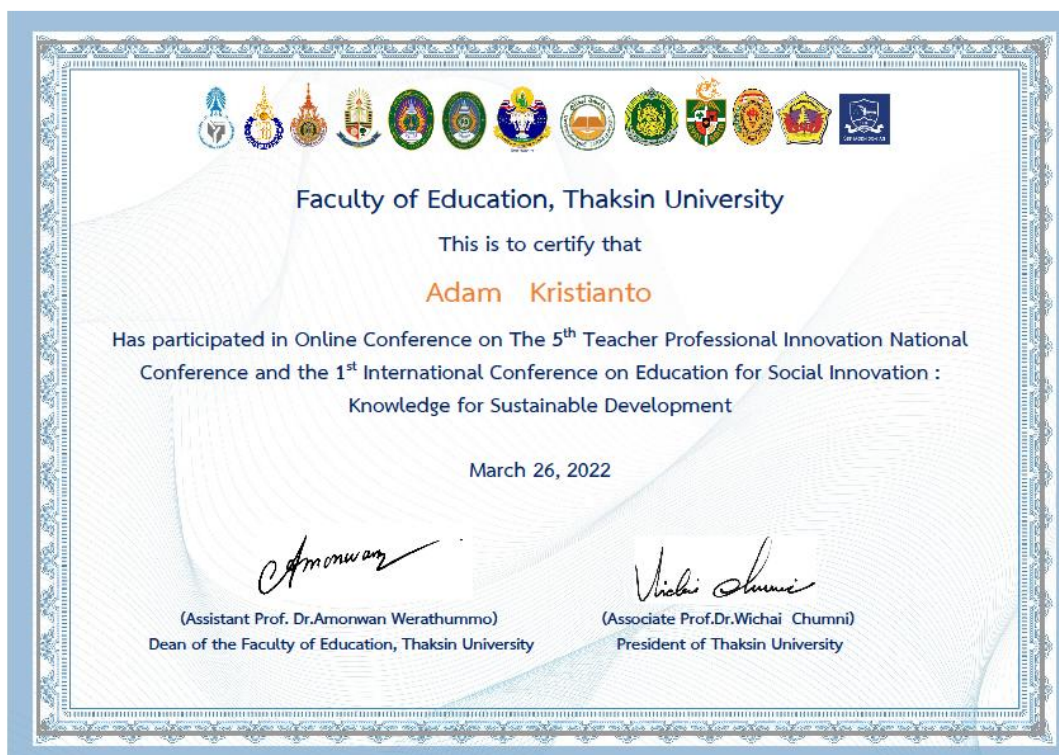 Faculty of Education, Thaksin University
This is to certify that
Adam Kristianto
Has participated in Online Conference on The 5th Teacher Professional Innovation National
Conference and the 1st International Conference on Education for Social Innovation :
Knowledge for Sustainable Development
March 26, 2022
Amonwan
Wichai Chumni
(Assistant Prof. Dr.Amonwan Werathummo)
(Associate Prof.Dr.Wichai Chumni)
Dean of the Faculty of Education, Thaksin University
President of Thaksin University